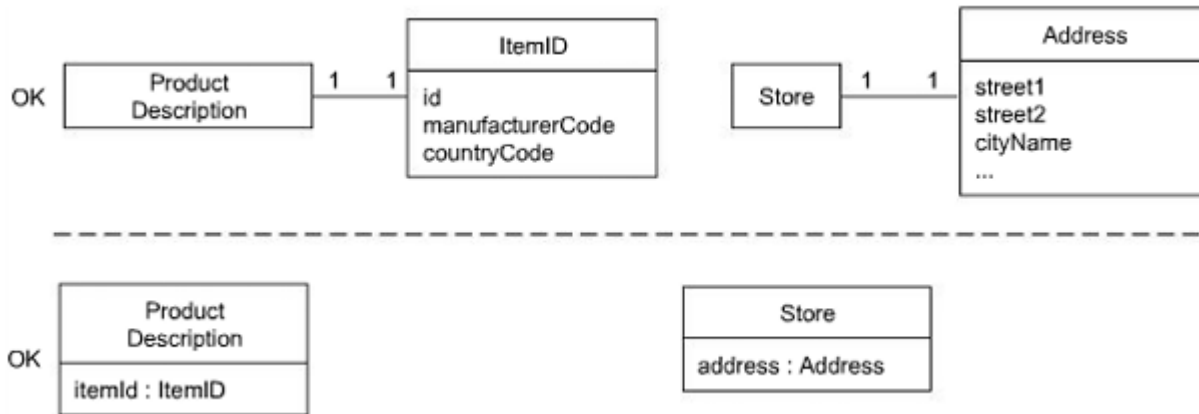 OK
Product
Description
1 1
ItemID
id
manufacturerCode
countryCode
Store
1 1
Address
street1
street2
cityName
...
OK
Product
Description
itemId : ItemID
Store
address : Address